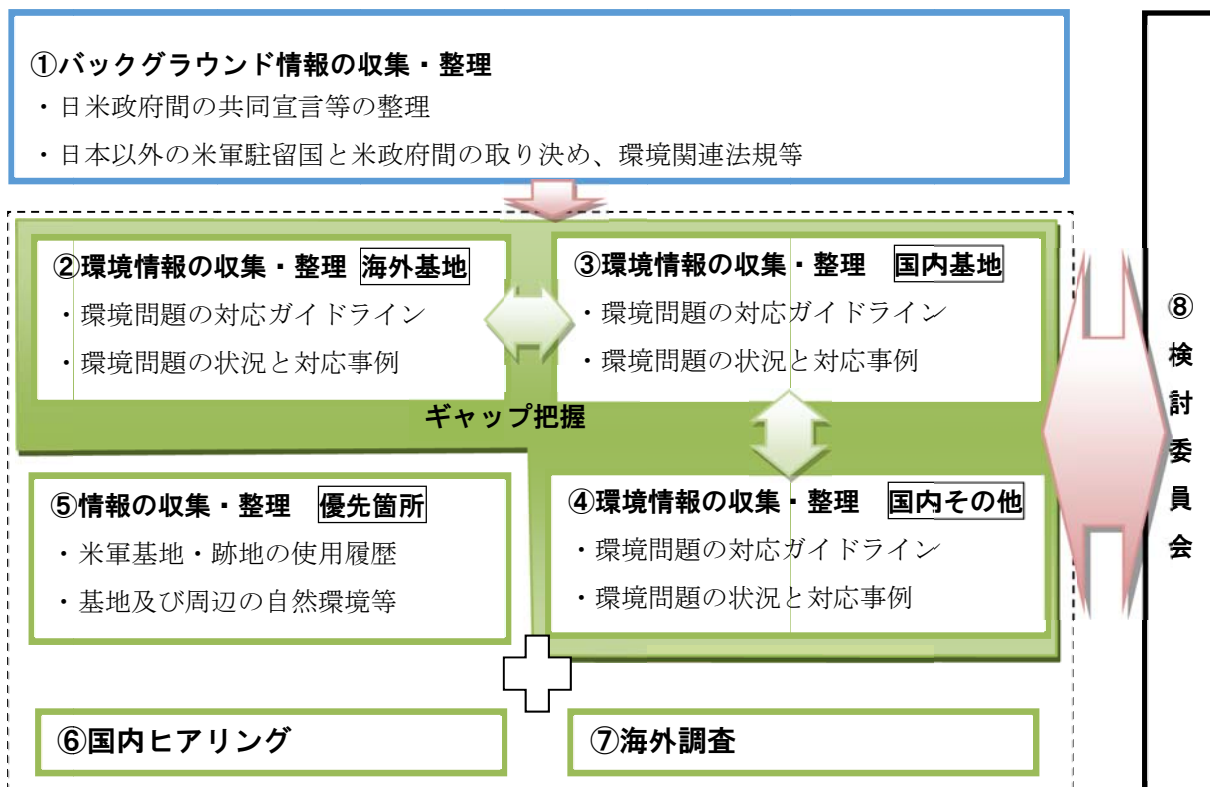 ①バックグラウンド情報の収集・整理
・日米政府間の共同宣言等の整理
・日本以外の米軍駐留国と米政府間の取り決め、環境関連法規等
②環境情報の収集・整理 海外基地
・環境問題の対応ガイドライン
・環境問題の状況と対応事例
③環境情報の収集・整理 国内基地
・環境問題の対応ガイドライン
・環境問題の状況と対応事例
ギャップ把握
⑤情報の収集・整理 優先箇所
・米軍基地・跡地の使用履歴
・基地及び周辺の自然環境等
④環境情報の収集・整理 国内その他
・環境問題の対応ガイドライン
・環境問題の状況と対応事例
⑥国内ヒアリング
⑦海外調査
⑧検討委員会